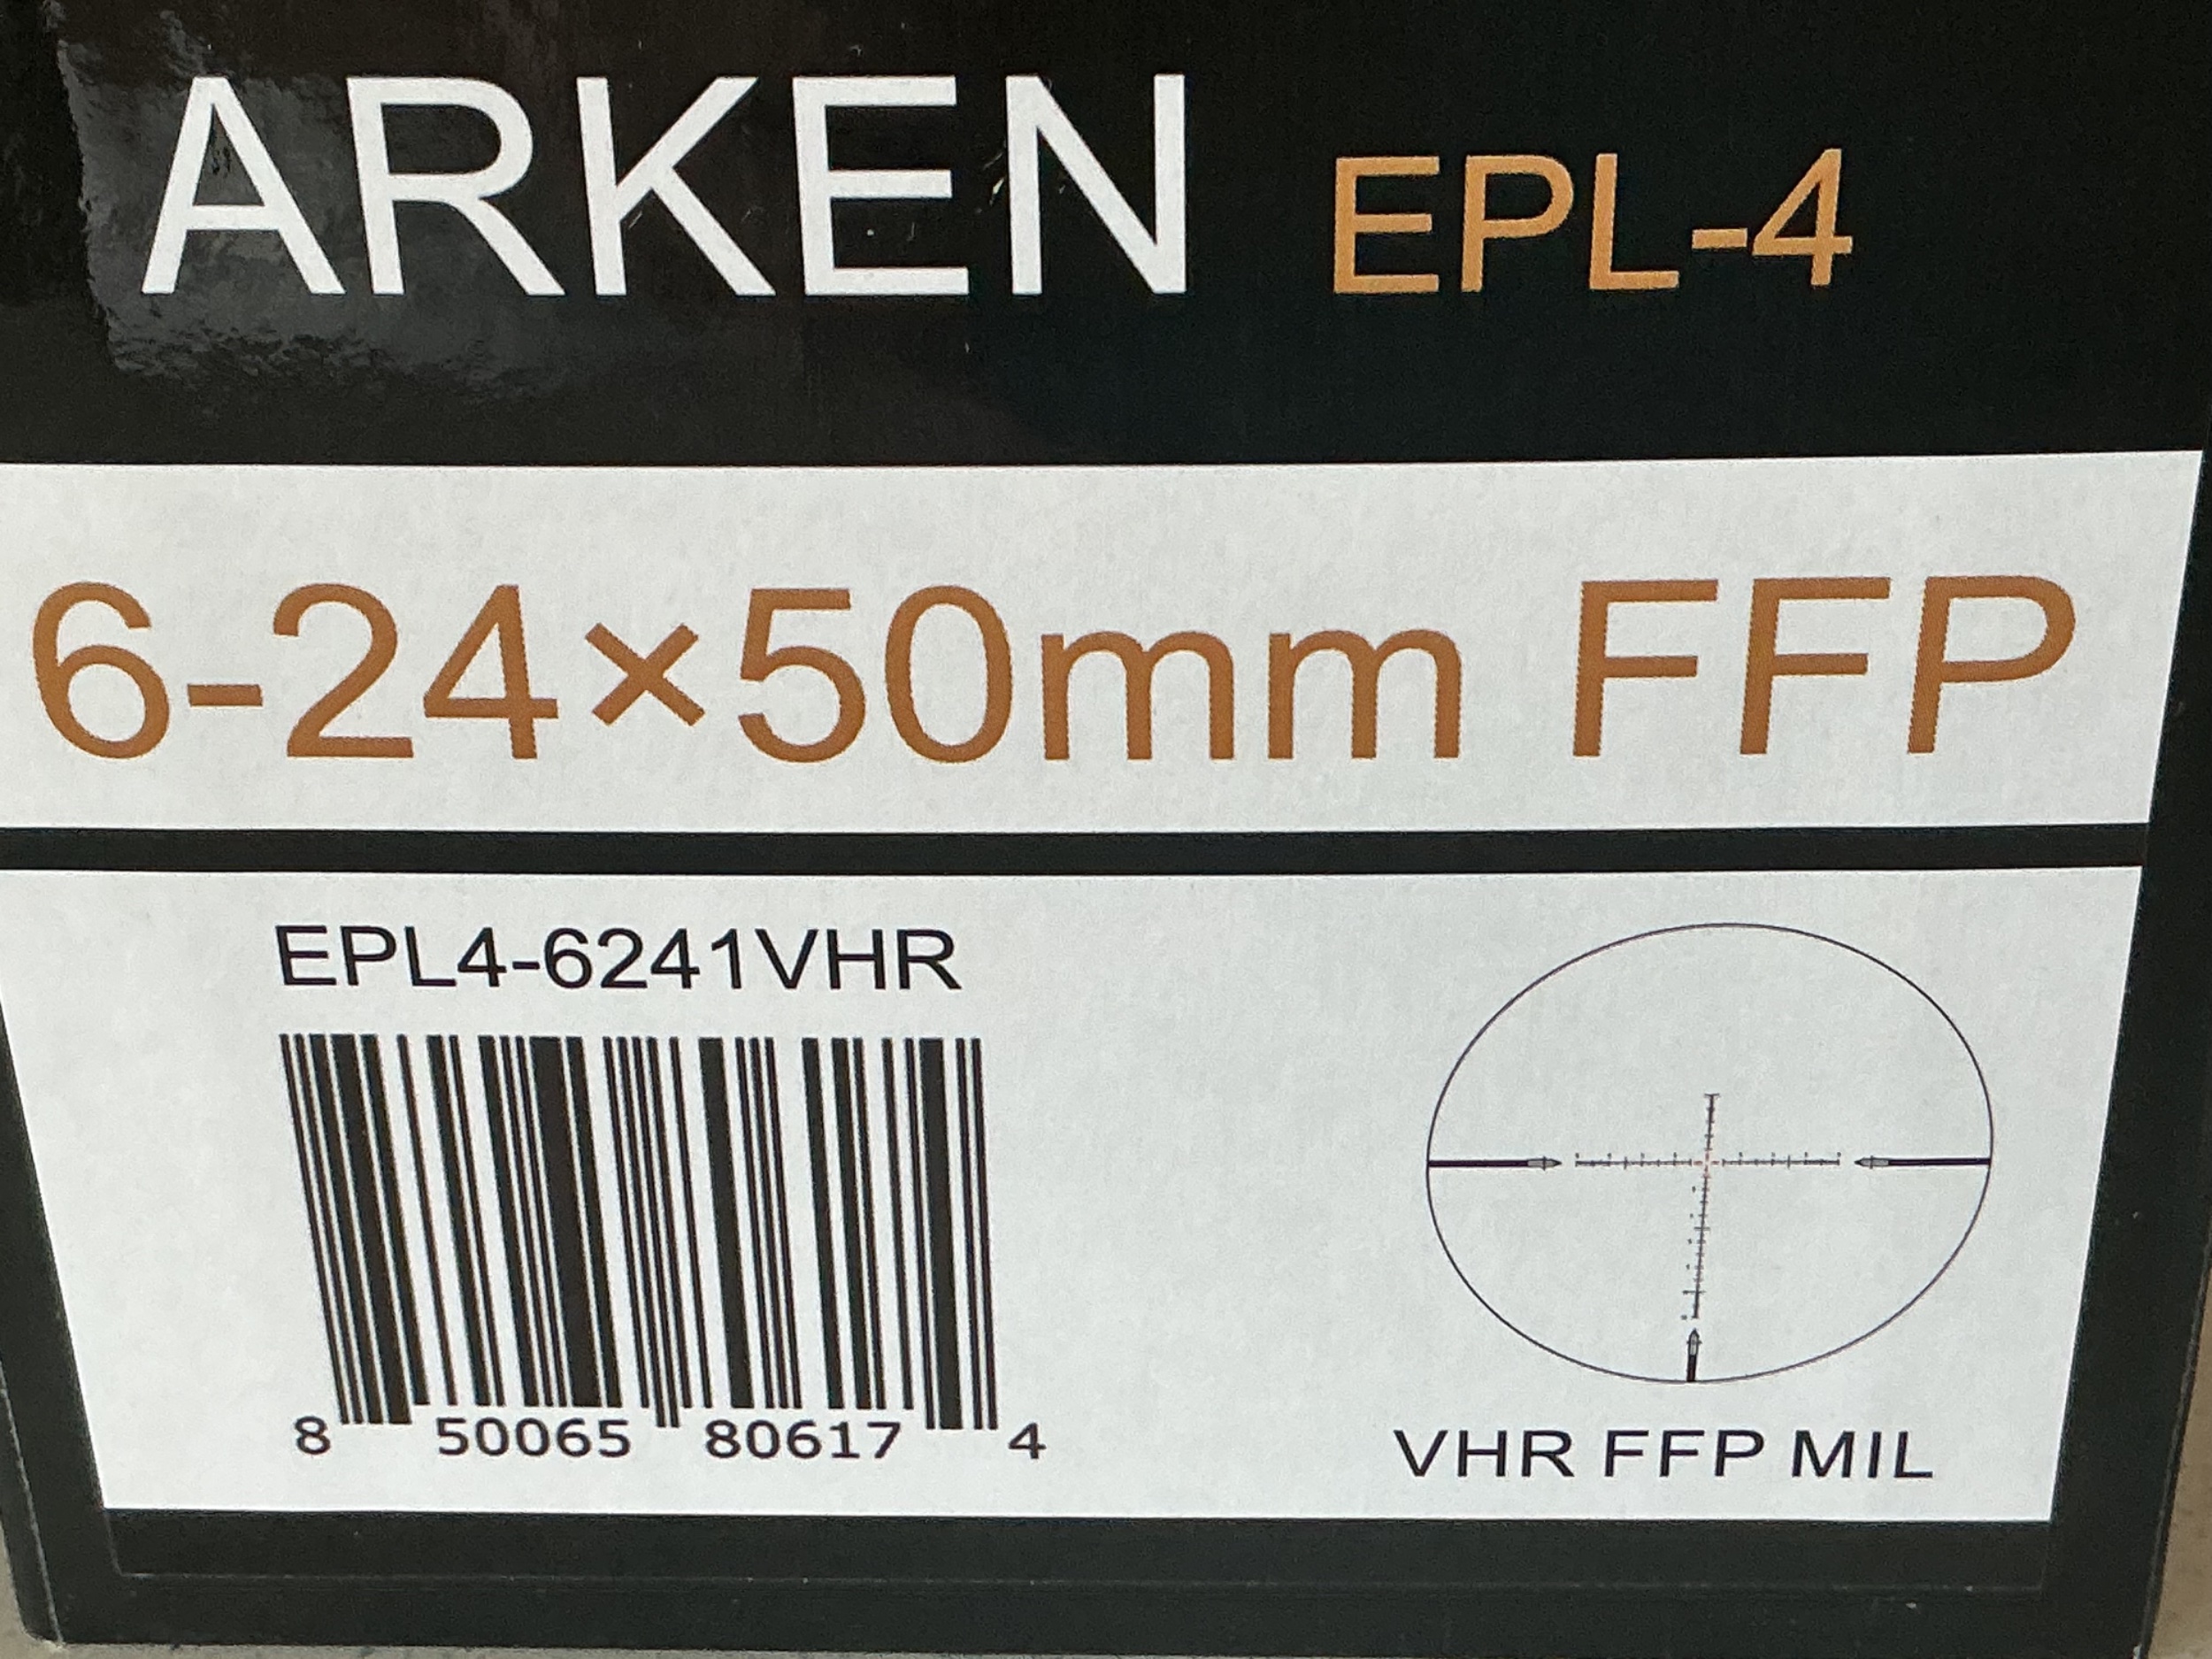 ARKEN EPL-4
6-24×50mm FFP
EPL4-6241VHR
8 50065 80617 4
VHR FFP MIL